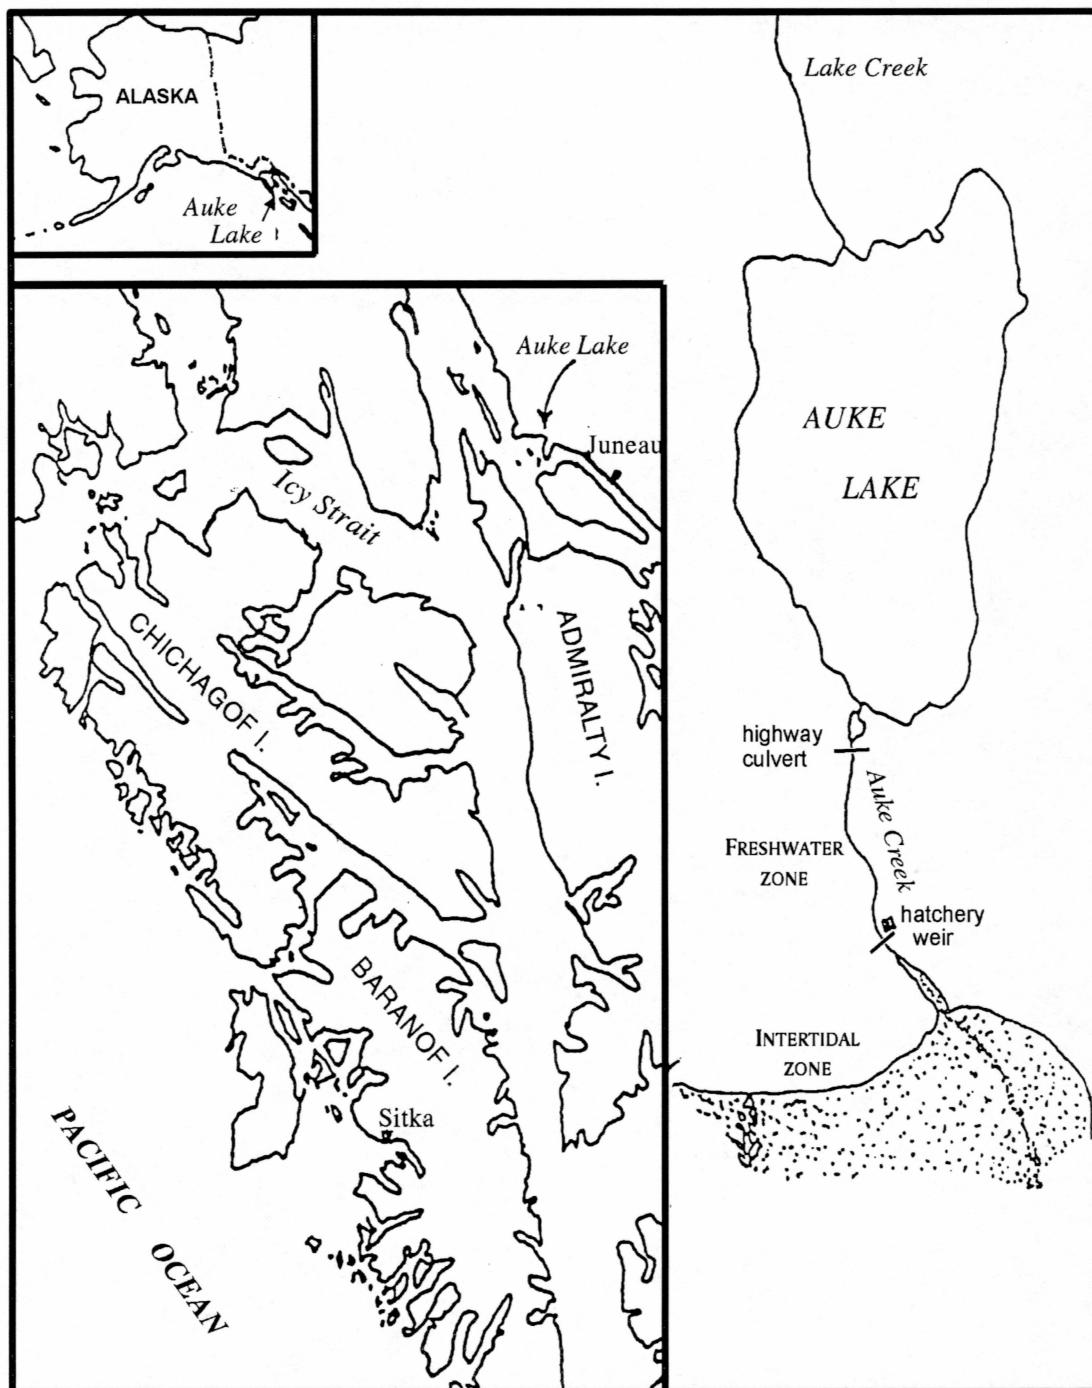 ALASKA
Auke
Lake
Lake Creek
Auke Lake
Juneau
Icy Strait
CHICHAGOF I.
ADMIRALTY I.
BARANOF I.
Sitka
PACIFIC OCEAN
AUKE
LAKE
highway
culvert
Auke Creek
FRESHWATER
ZONE
hatchery
weir
INTERTIDAL
ZONE